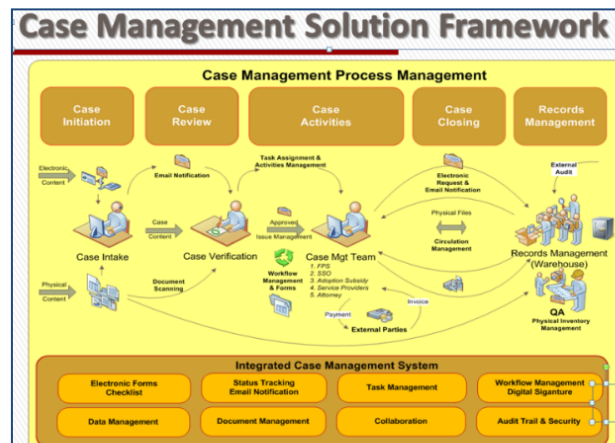 Case Management Solution Framework
Case Management Process Management
Case
Initiation
Case
Review
Case
Activities
Case
Closing
Records
Management
Electronic
Content
Email Notification
Task Assignment &
Activities Management
Electronic
Request &
Email Notification
External
Audit
Case
Content
Approved
Issue Management
Physical Files
Circulation
Management
Case Intake
Case Verification
Case Mgt Team
1. FPS
2. SSO
3. Adoption Subsidy
4. Service Providers
5. Attorney
Records Management
(Warehouse)
Workflow
Management
& Forms
Physical
Content
Document
Scanning
Payment
Invoice
External Parties
QA
Physical Inventory
Management
Integrated Case Management System
Electronic Forms
Checklist
Status Tracking
Email Notification
Task Management
Workflow Management
Digital Siganture
Data Management
Document Management
Collaboration
Audit Trail & Security